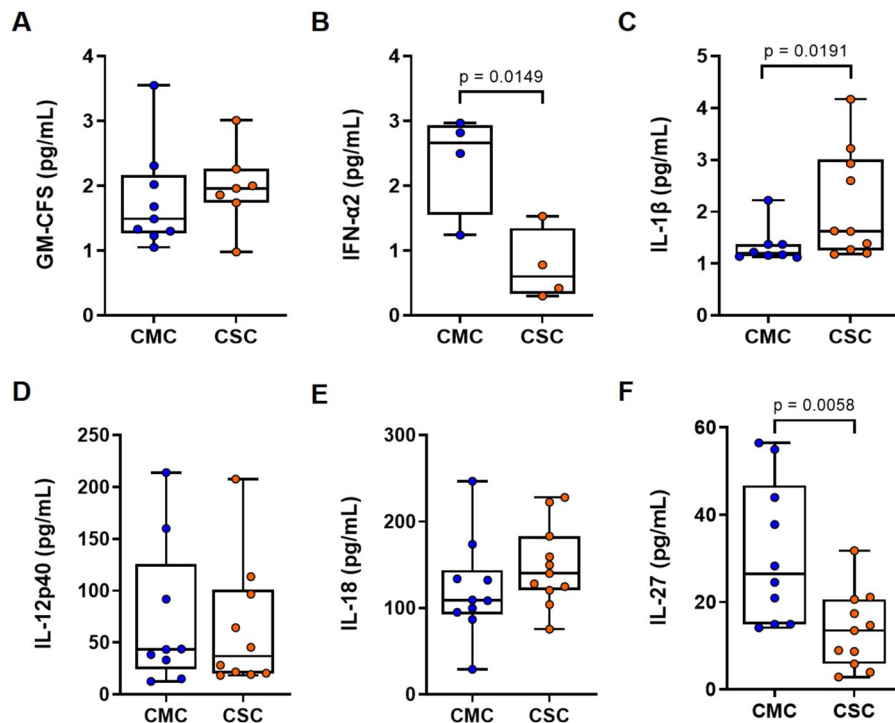 A
GM-CFS (pg/mL)
4
3
2
1
0
CMC
CSC
B
IFN-α2 (pg/mL)
p = 0.0149
4
3
2
1
0
CMC
CSC
C
IL-1β (pg/mL)
p = 0.0191
5
4
3
2
1
0
CMC
CSC
D
IL-12p40 (pg/mL)
250
200
150
100
50
0
CMC
CSC
E
IL-18 (pg/mL)
300
200
100
0
CMC
CSC
F
IL-27 (pg/mL)
p = 0.0058
60
40
20
0
CMC
CSC